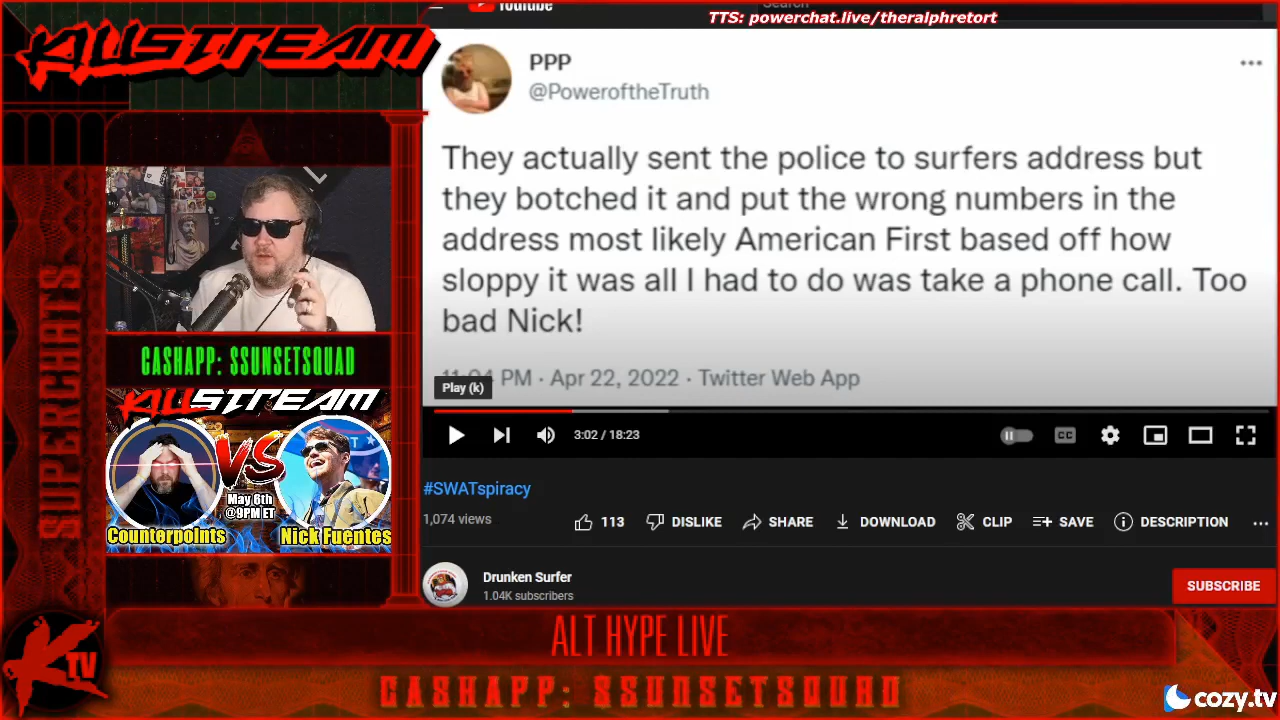 KILLSTREAM
YouTube
Search
TTS: powerchat.live/theralphretort
PPP
@PoweroftheTruth
They actually sent the police to surfers address but
they botched it and put the wrong numbers in the
address most likely American First based off how
sloppy it was all I had to do was take a phone call. Too
bad Nick!
11:04 PM · Apr 22, 2022 · Twitter Web App
Play (k)
3:02 / 18:23
CC
#SWATspiracy
1,074 views
113
DISLIKE
SHARE
DOWNLOAD
CLIP
SAVE
DESCRIPTION
Drunken Surfer
1.04K subscribers
SUBSCRIBE
SUPERCHATS
CASHAPP: $SUNSETSQUAD
KILLSTREAM
VS
May 6th
@9PM ET
Counterpoints
Nick Fuentes
K TV
ALT HYPE LIVE
CASHAPP: $SUNSETSQUAD
cozy.tv